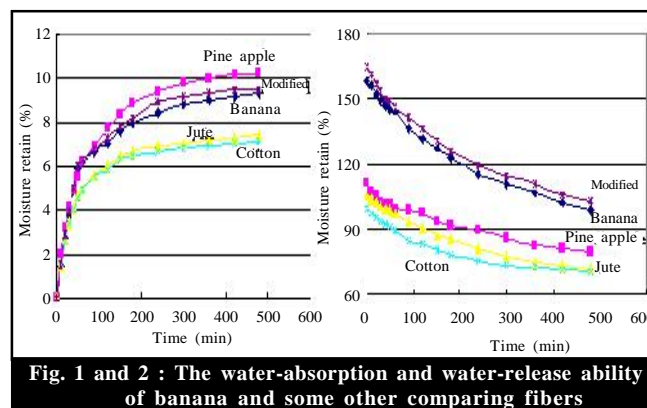 12
10
8
6
4
2
0
Moisture retain (%)
Pine apple
Modified
Banana
Jute
Cotton
0 100 200 300 400 500 600
Time (min)
180
150
120
90
60
Moisture retain (%)
Modified
Banana
Pine apple
Cotton
Jute
0 100 200 300 400 500 600
Time (min)
Fig. 1 and 2 : The water-absorption and water-release ability
of banana and some other comparing fibers